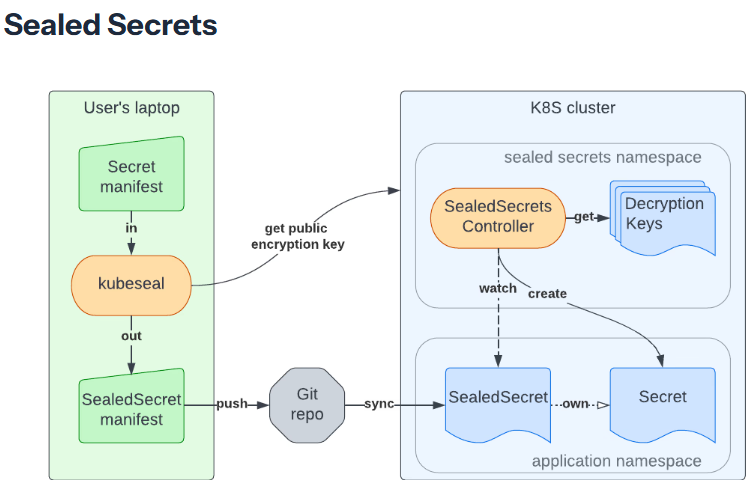 Sealed Secrets
User's laptop
Secret
manifest
in
kubeseal
out
SealedSecret
manifest
get public
encryption key
push
Git
repo
sync
K8S cluster
sealed secrets namespace
SealedSecrets
Controller
get
Decryption
Keys
watch
create
SealedSecret
own
Secret
application namespace